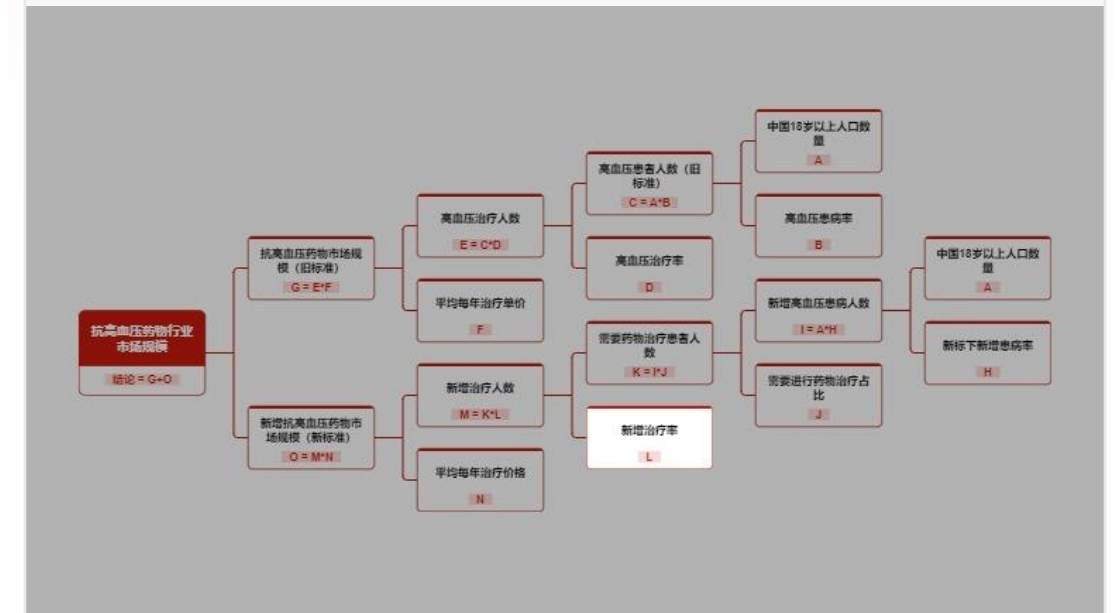 中国18岁以上人口数
量
A
高血压患者人数（旧
标准）
C = A*B
高血压治疗人数
E = C*D
高血压患病率
B
抗高血压药物市场规
模（旧标准）
G = E*F
高血压治疗率
D
中国18岁以上人口数
量
A
平均每年治疗单价
F
新增高血压患病人数
I = A*H
抗高血压药物行业
市场规模
结论 = G+O
需要药物治疗患者人
数
K = I*J
新标下新增患病率
H
新增治疗人数
M = K*L
需要进行药物治疗占
比
J
新增抗高血压药物市
场规模（新标准）
O = M*N
新增治疗率
L
平均每年治疗价格
N